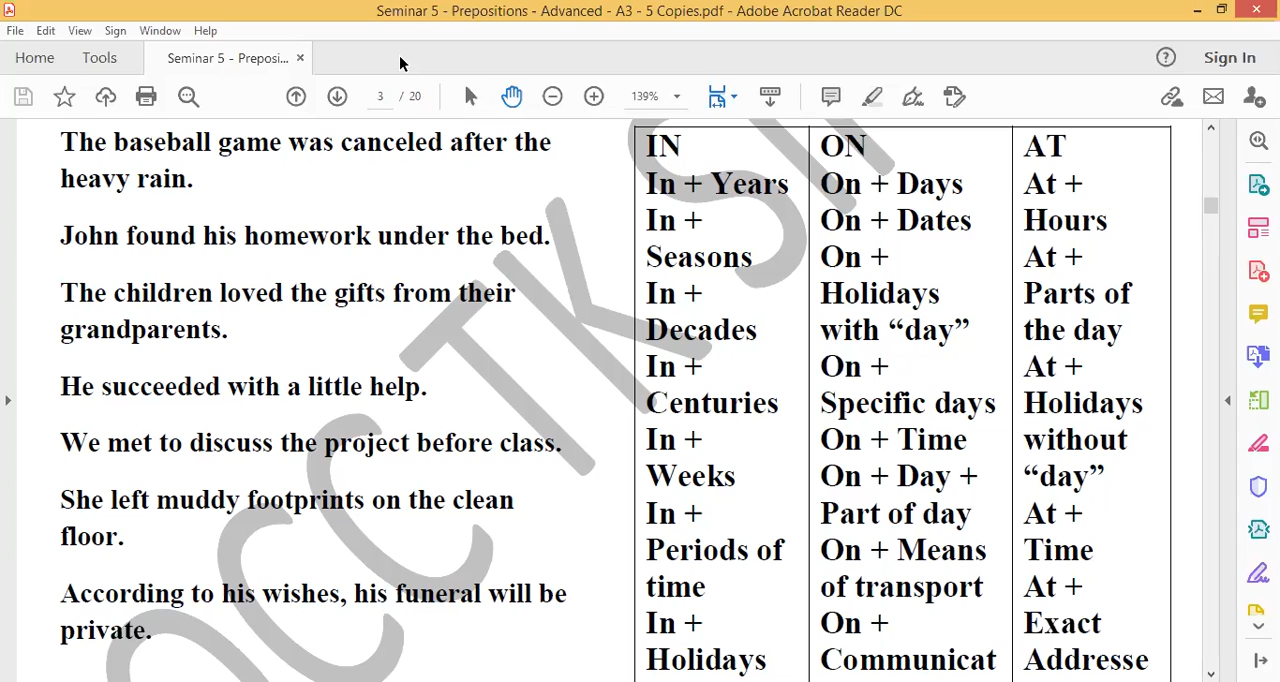 Seminar 5 - Prepositions - Advanced - A3 - 5 Copies.pdf - Adobe Acrobat Reader DC
File Edit View Sign Window Help
Home Tools Seminar 5 - Preposi... × Sign In
3 / 20 139%
The baseball game was canceled after the
heavy rain.
John found his homework under the bed.
The children loved the gifts from their
grandparents.
He succeeded with a little help.
We met to discuss the project before class.
She left muddy footprints on the clean
floor.
According to his wishes, his funeral will be
private.
IN
In + Years
In +
Seasons
In +
Decades
In +
Centuries
In +
Weeks
In +
Periods of
time
In +
Holidays
ON
On + Days
On + Dates
On +
Holidays
with “day”
On +
Specific days
On + Time
On + Day +
Part of day
On + Means
of transport
On +
Communicat
AT
At +
Hours
At +
Parts of
the day
At +
Holidays
without
“day”
At +
Time
At +
Exact
Addresse
OCC TK S